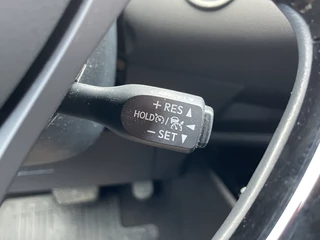 + RES ▲
HOLD / ◀
− SET ▼